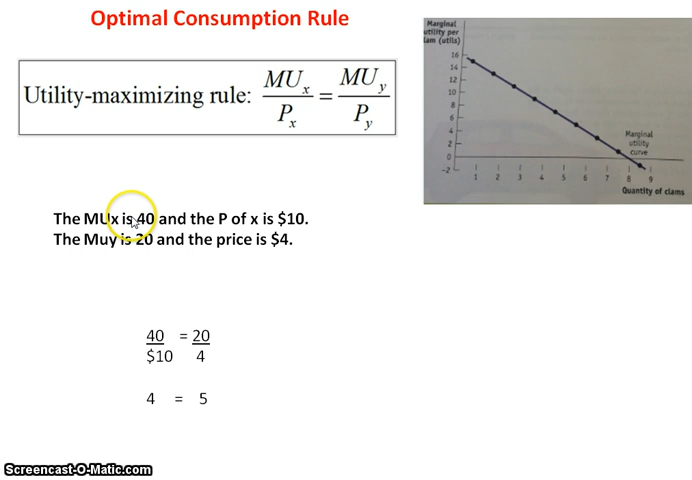 Optimal Consumption Rule
Utility-maximizing rule: MUx = MUy
Px Py
Marginal
utility per
clam (utils)
16
14
12
10
8
6
4
2
0
-2
Marginal
utility
curve
1 2 3 4 5 6 7 8 9
Quantity of clams
The MUx is 40 and the P of x is $10.
The Muy is 20 and the price is $4.
40 = 20
$10 4
4 = 5
Screencast-O-Matic.com